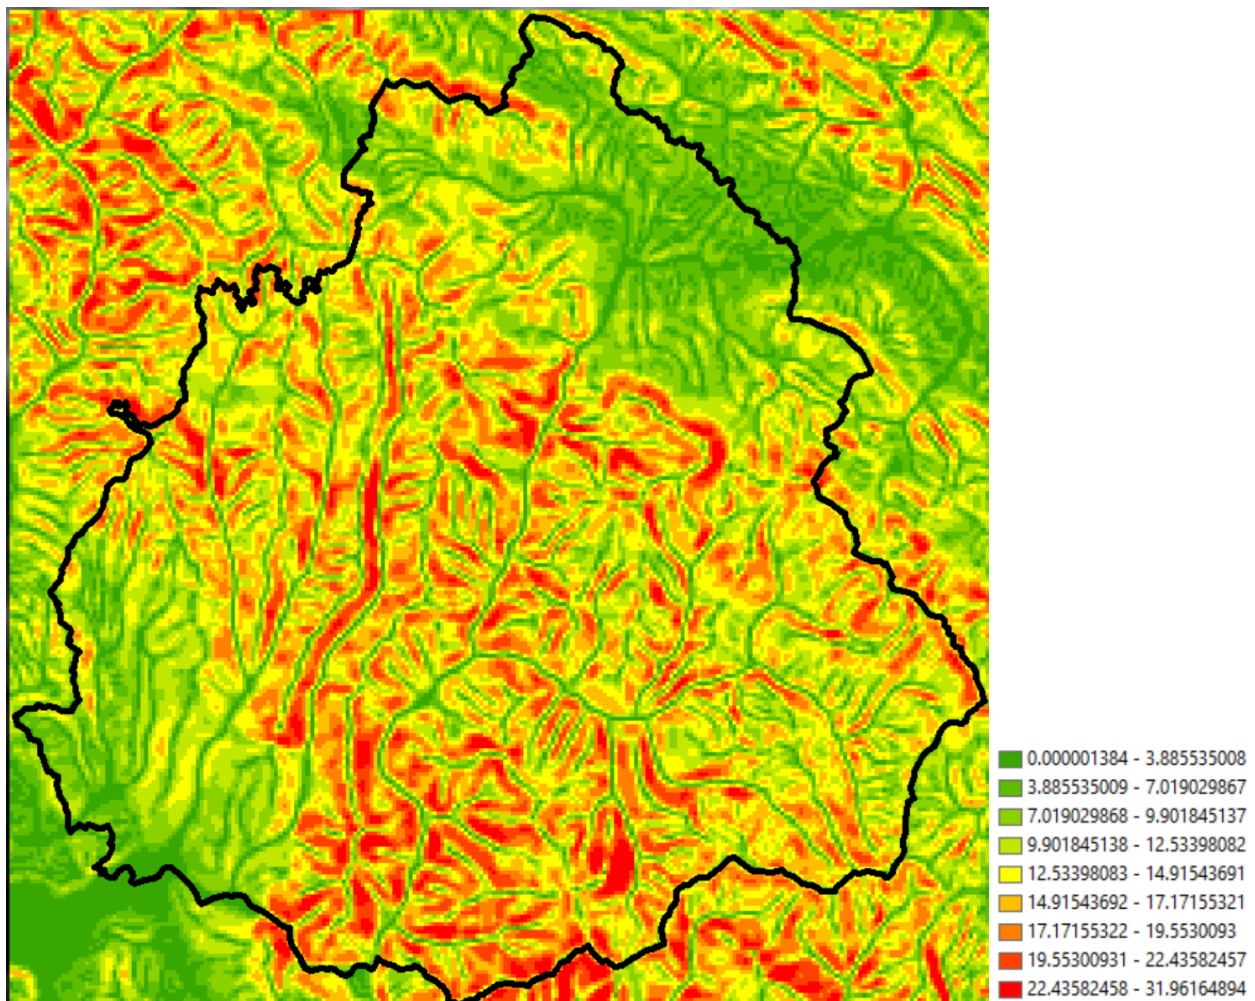 0.000001384 - 3.885535008
3.885535009 - 7.019029867
7.019029868 - 9.901845137
9.901845138 - 12.53398082
12.53398083 - 14.91543691
14.91543692 - 17.17155321
17.17155322 - 19.5530093
19.55300931 - 22.43582457
22.43582458 - 31.96164894